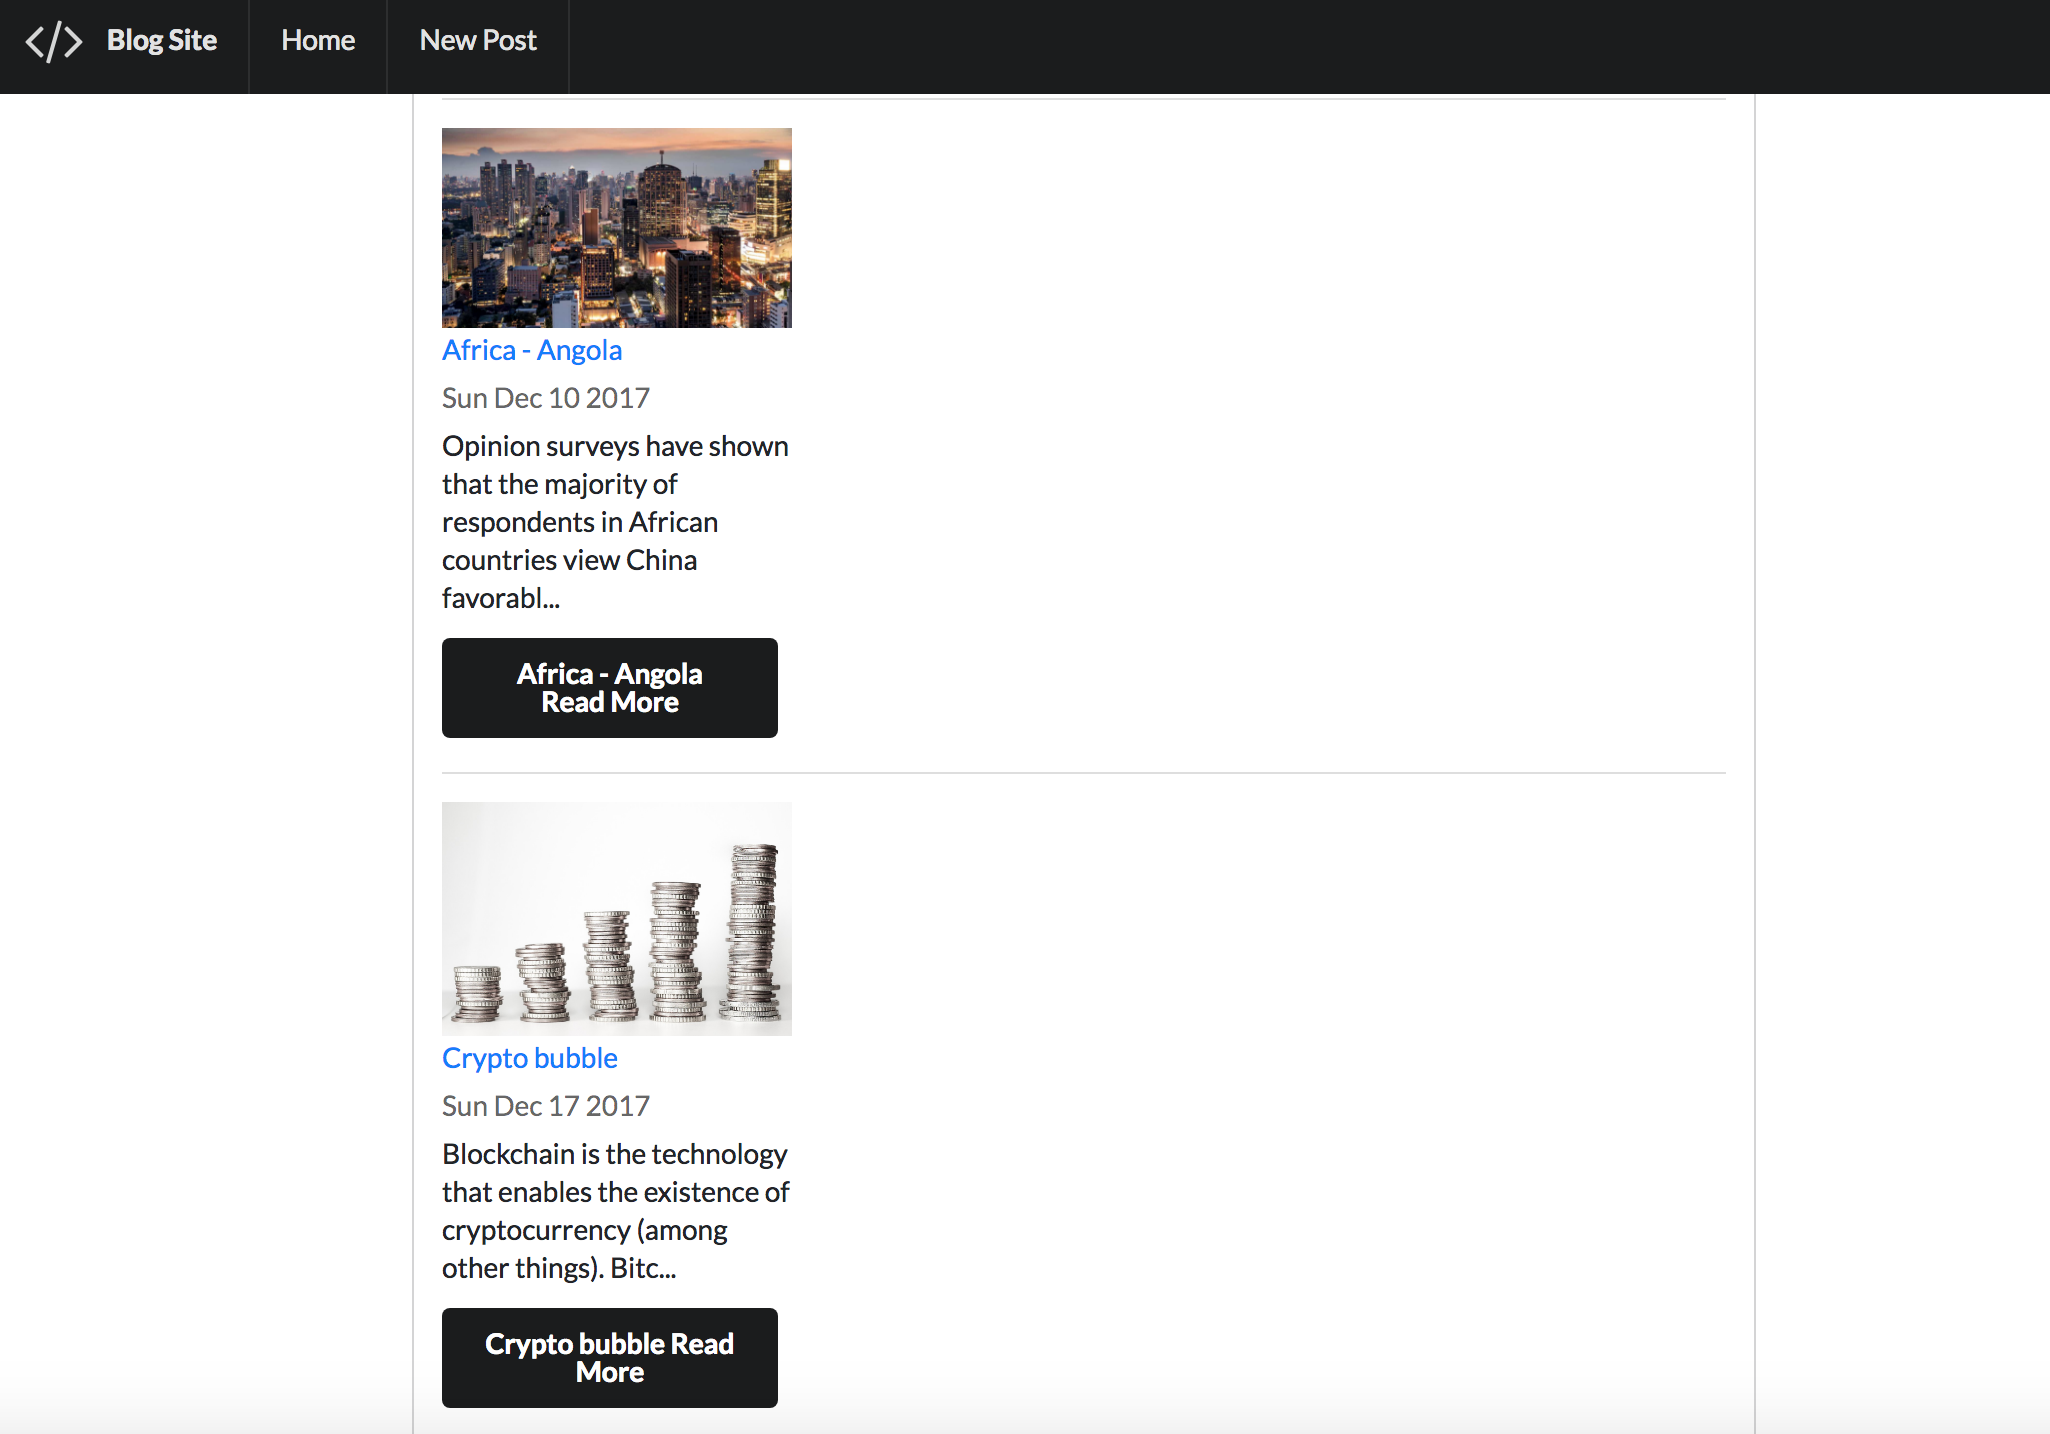 </> Blog Site Home New Post
Africa - Angola
Sun Dec 10 2017
Opinion surveys have shown
that the majority of
respondents in African
countries view China
favorabl...
Africa - Angola
Read More
Crypto bubble
Sun Dec 17 2017
Blockchain is the technology
that enables the existence of
cryptocurrency (among
other things). Bitc...
Crypto bubble Read
More